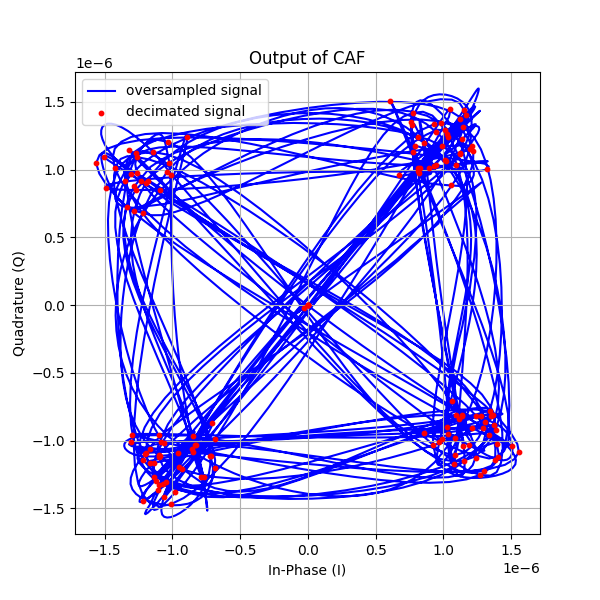 Output of CAF
1e−6
oversampled signal
decimated signal
1.5
1.0
0.5
0.0
−0.5
−1.0
−1.5
Quadrature (Q)
−1.5 −1.0 −0.5 0.0 0.5 1.0 1.5
1e−6
In-Phase (I)